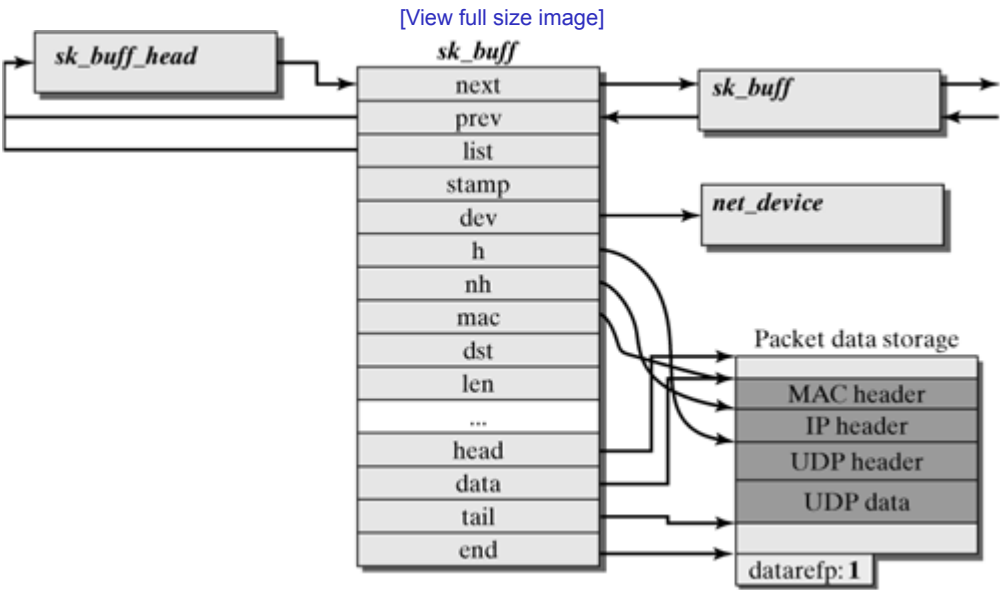 [View full size image]
sk_buff_head
sk_buff
next
prev
list
stamp
dev
h
nh
mac
dst
len
...
head
data
tail
end
sk_buff
net_device
Packet data storage
MAC header
IP header
UDP header
UDP data
datarefp: 1